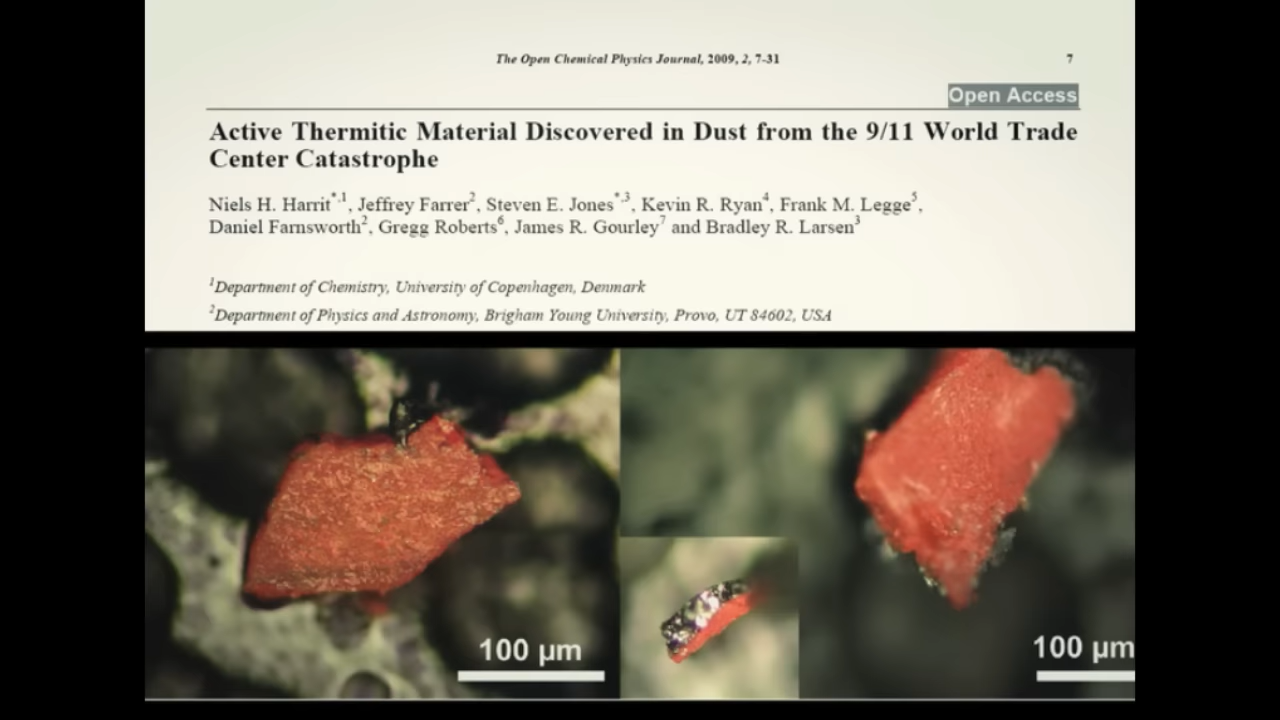 The Open Chemical Physics Journal, 2009, 2, 7-31
7
Open Access
Active Thermitic Material Discovered in Dust from the 9/11 World Trade
Center Catastrophe
Niels H. Harrit*,1, Jeffrey Farrer2, Steven E. Jones*,3, Kevin R. Ryan4, Frank M. Legge5,
Daniel Farnsworth2, Gregg Roberts6, James R. Gourley7 and Bradley R. Larsen3
1Department of Chemistry, University of Copenhagen, Denmark
2Department of Physics and Astronomy, Brigham Young University, Provo, UT 84602, USA
100 µm
100 µm